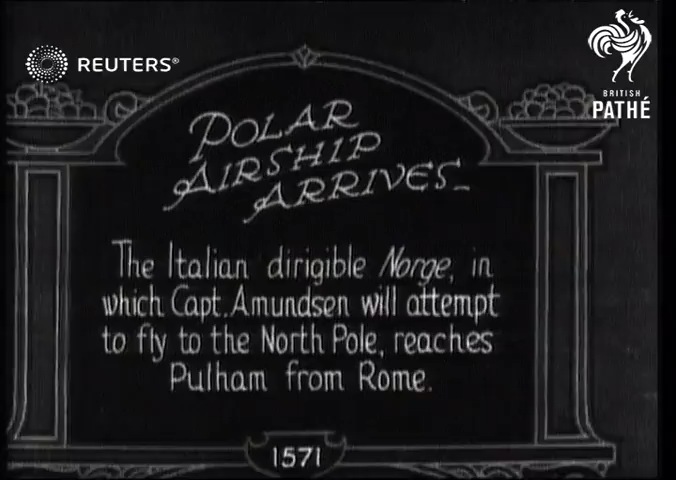 REUTERS®
BRITISH
PATHÉ
POLAR
AIRSHIP
ARRIVES_
The Italian dirigible Norge, in
which Capt. Amundsen will attempt
to fly to the North Pole, reaches
Pulham from Rome.
1571